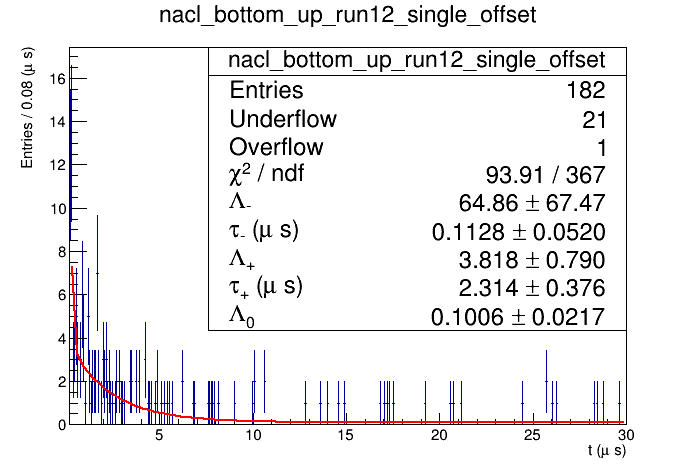 nacl_bottom_up_run12_single_offset
Entries / 0.08 (μ s)
nacl_bottom_up_run12_single_offset
Entries 182
Underflow 21
Overflow 1
χ² / ndf 93.91 / 367
Λ₋ 64.86 ± 67.47
τ₋ (μ s) 0.1128 ± 0.0520
Λ₊ 3.818 ± 0.790
τ₊ (μ s) 2.314 ± 0.376
Λ₀ 0.1006 ± 0.0217
16
14
12
10
8
6
4
2
0
5 10 15 20 25 30
t (μ s)